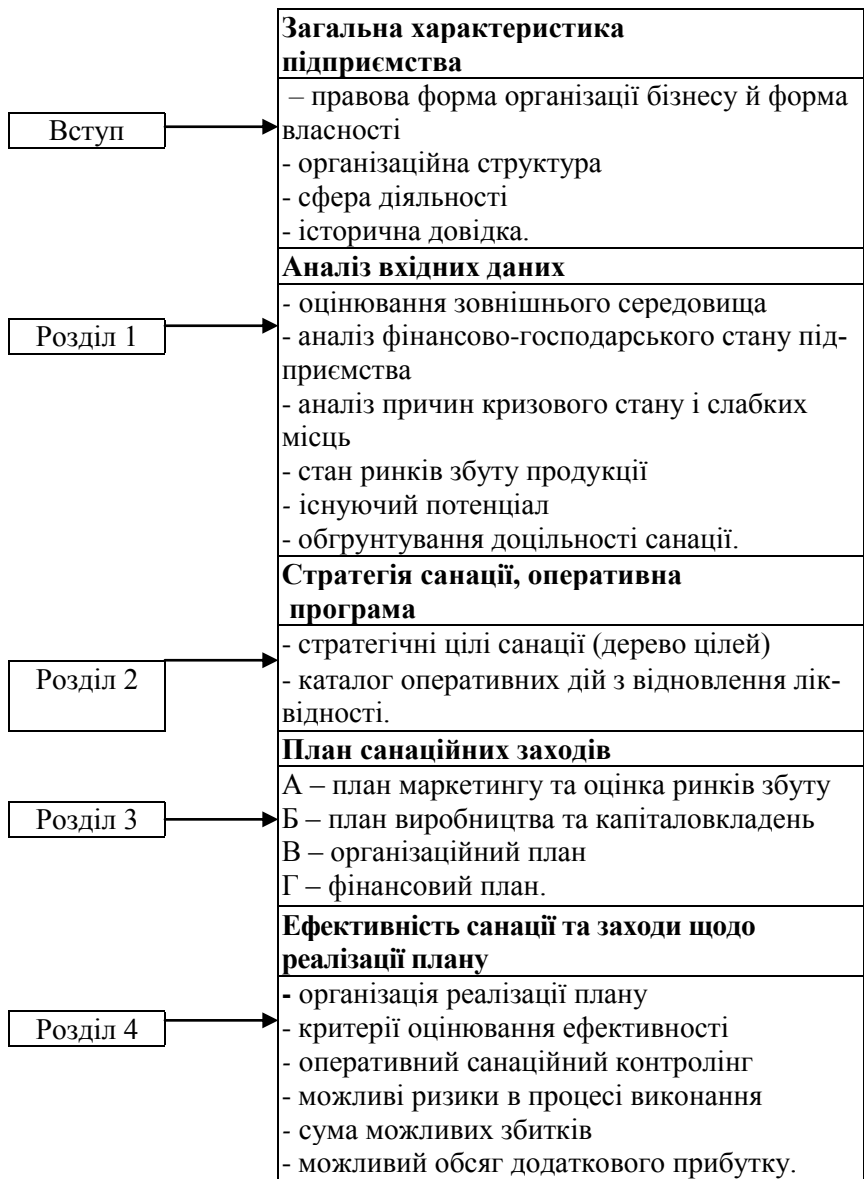 Загальна характеристика
підприємства
Вступ
– правова форма організації бізнесу й форма
власності
- організаційна структура
- сфера діяльності
- історична довідка.
Аналіз вхідних даних
Розділ 1
- оцінювання зовнішнього середовища
- аналіз фінансово-господарського стану під-
приємства
- аналіз причин кризового стану і слабких
місць
- стан ринків збуту продукції
- існуючий потенціал
- обгрунтування доцільності санації.
Стратегія санації, оперативна
програма
Розділ 2
- стратегічні цілі санації (дерево цілей)
- каталог оперативних дій з відновлення лік-
відності.
План санаційних заходів
Розділ 3
А – план маркетингу та оцінка ринків збуту
Б – план виробництва та капіталовкладень
В – організаційний план
Г – фінансовий план.
Ефективність санації та заходи щодо
реалізації плану
Розділ 4
- організація реалізації плану
- критерії оцінювання ефективності
- оперативний санаційний контролінг
- можливі ризики в процесі виконання
- сума можливих збитків
- можливий обсяг додаткового прибутку.